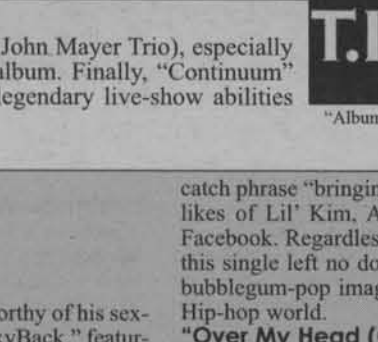 John Mayer Trio), especially
album. Finally, “Continuum”
legendary live-show abilities
T.I
“Album
orthy of his sex-
yBack,” featur-
catch phrase “bringin
likes of Lil’ Kim, A
Facebook. Regardles
this single left no do
bubblegum-pop imag
Hip-hop world.
“Over My Head (